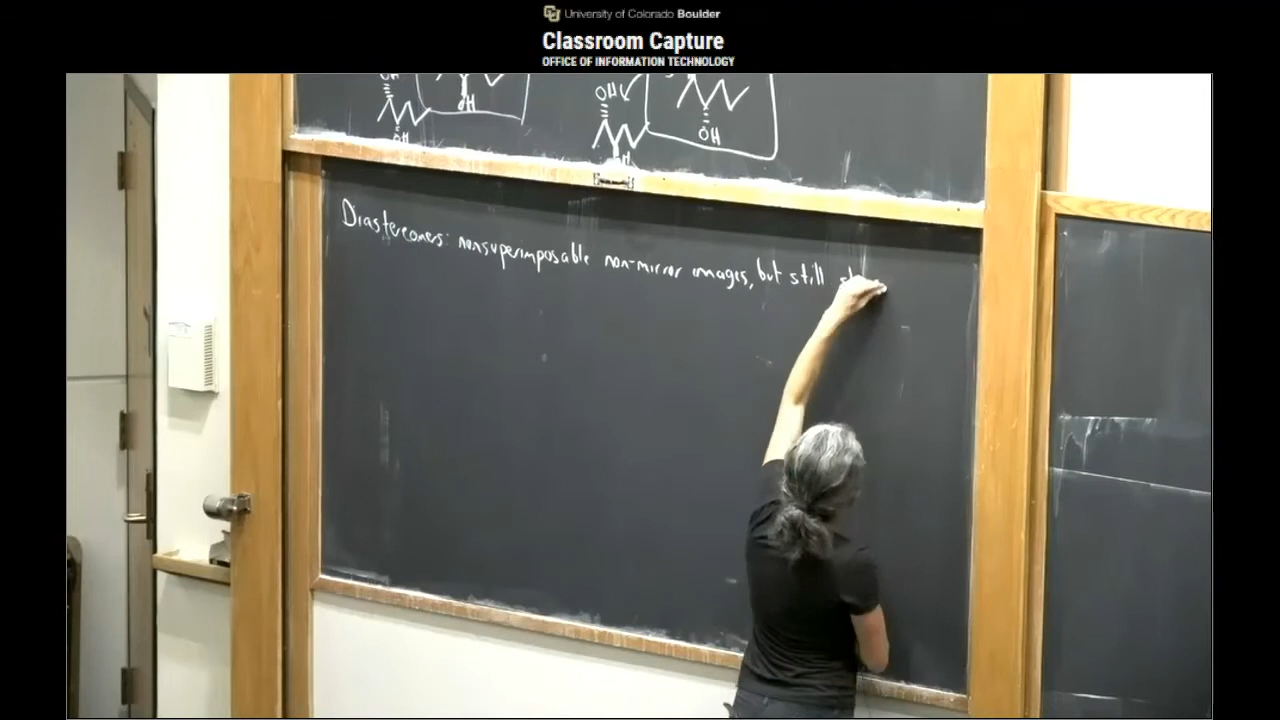 University of Colorado Boulder
Classroom Capture
OFFICE OF INFORMATION TECHNOLOGY
OH
OH
OH
OH
OH
Diastereomers: nonsuperimposable non-mirror images, but still